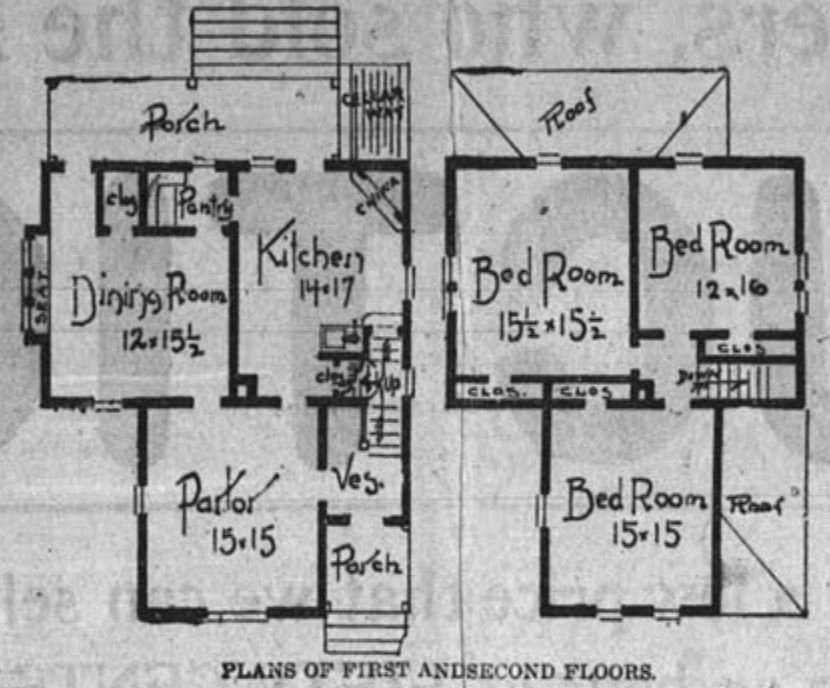 Porch
CELLAR
WAY
clos
Pantry
CHINA
Kitchen
14x17
SEAT
Dining Room
12x15½
clos
UP
Parlor
15x15
Ves.
Porch
Roof
Bed Room
15½x15½
Bed Room
12x16
CLOS
DOWN
CLOS.
CLOS
Bed Room
15x15
Roof
PLANS OF FIRST ANDSECOND FLOORS.